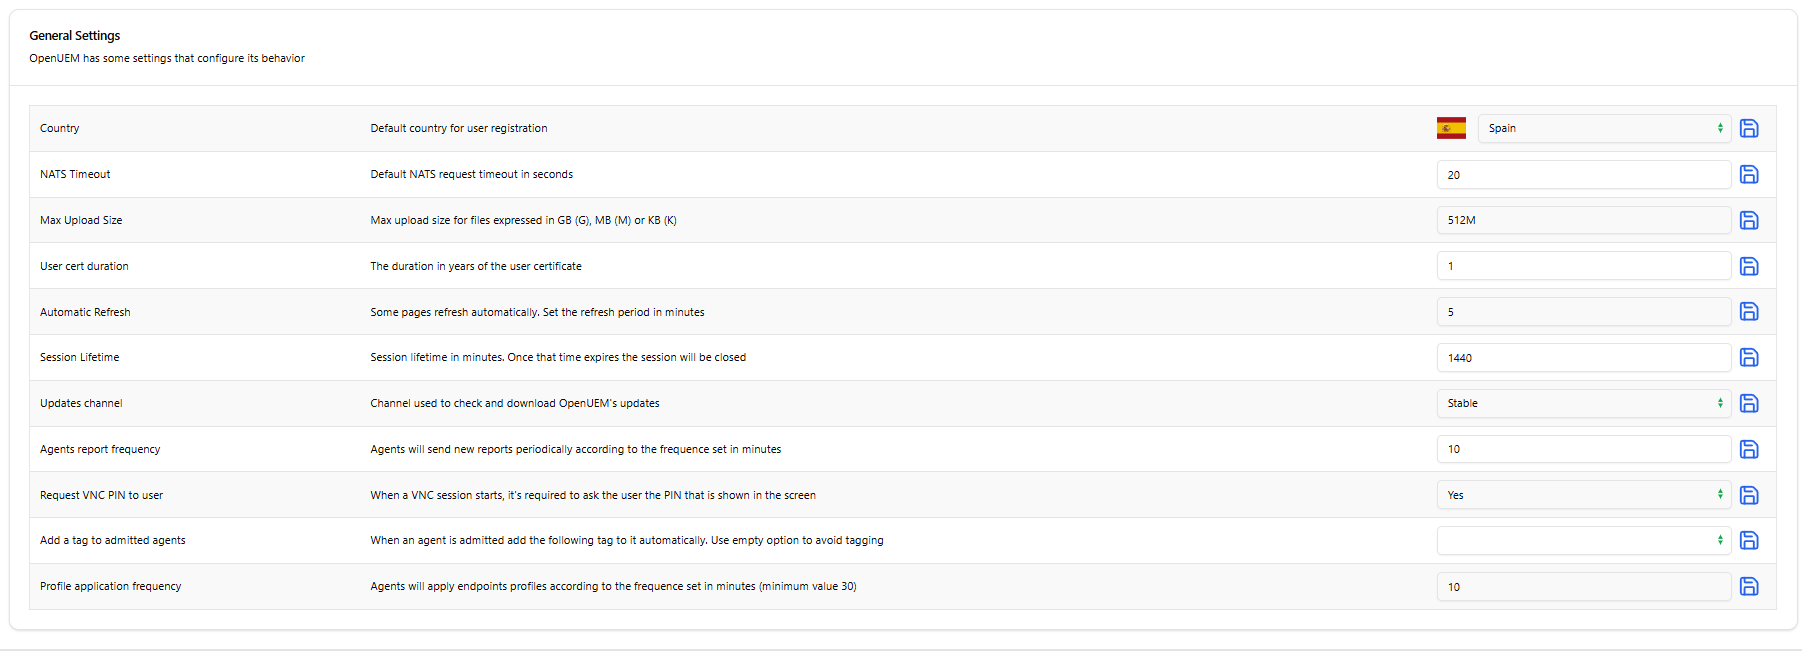 General Settings
OpenUEM has some settings that configure its behavior
Country Default country for user registration Spain
NATS Timeout Default NATS request timeout in seconds 20
Max Upload Size Max upload size for files expressed in GB (G), MB (M) or KB (K) 512M
User cert duration The duration in years of the user certificate 1
Automatic Refresh Some pages refresh automatically. Set the refresh period in minutes 5
Session Lifetime Session lifetime in minutes. Once that time expires the session will be closed 1440
Updates channel Channel used to check and download OpenUEM's updates Stable
Agents report frequency Agents will send new reports periodically according to the frequence set in minutes 10
Request VNC PIN to user When a VNC session starts, it's required to ask the user the PIN that is shown in the screen Yes
Add a tag to admitted agents When an agent is admitted add the following tag to it automatically. Use empty option to avoid tagging
Profile application frequency Agents will apply endpoints profiles according to the frequence set in minutes (minimum value 30) 10